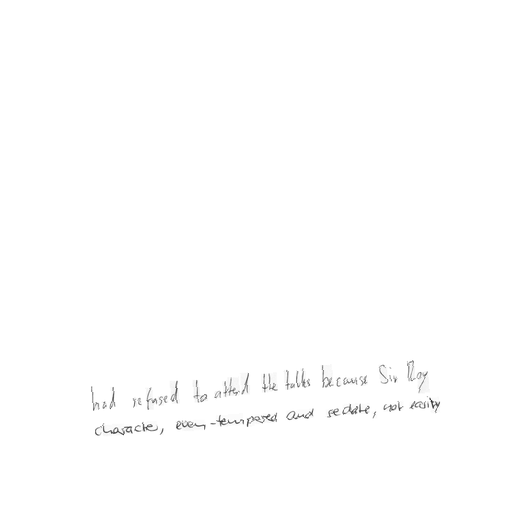 had refused to attend the talks because Sir Roy
character, even-tempered and sedate, not easily